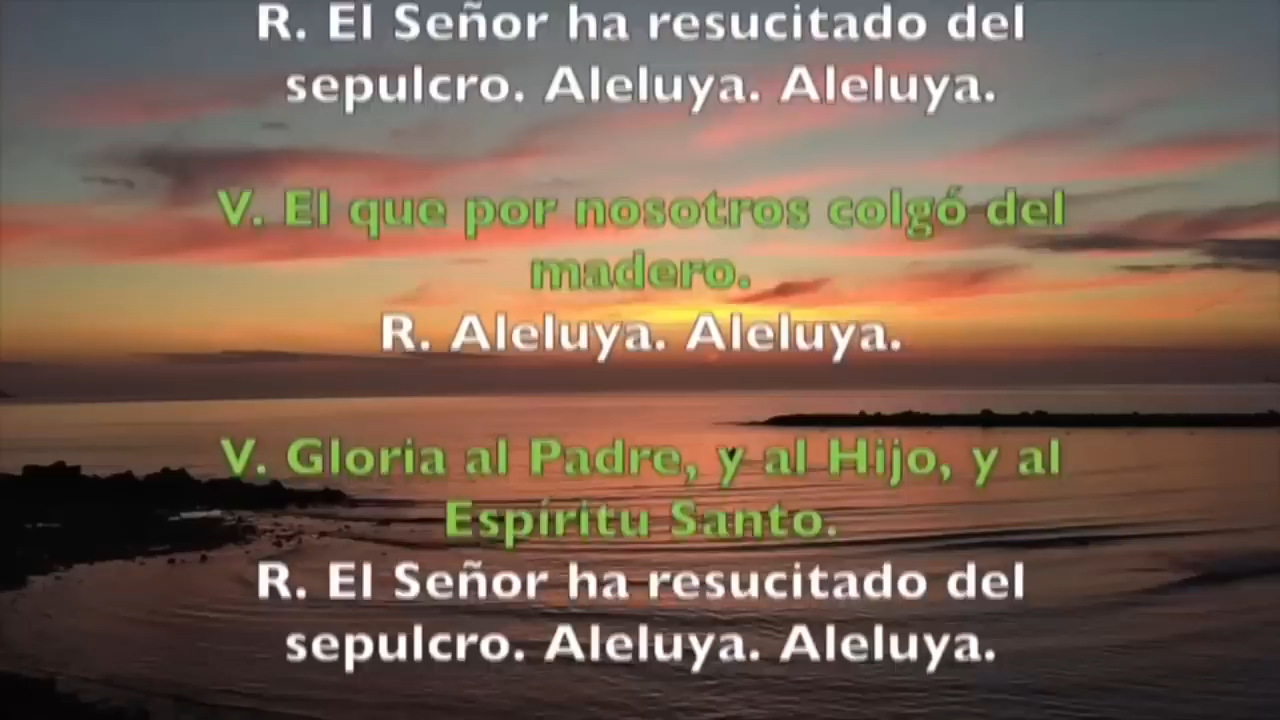 R. El Señor ha resucitado del
sepulcro. Aleluya. Aleluya.
V. El que por nosotros colgó del
madero.
R. Aleluya. Aleluya.
V. Gloria al Padre, y al Hijo, y al
Espíritu Santo.
R. El Señor ha resucitado del
sepulcro. Aleluya. Aleluya.